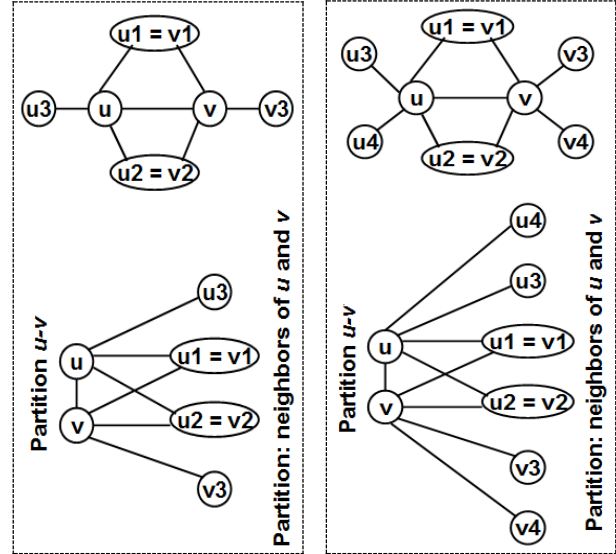 u1 = v1
u3
u
v
v3
u2 = v2
Partition u-v
u3
u
u1 = v1
v
u2 = v2
v3
Partition: neighbors of u and v
u1 = v1
u3
v3
u
v
u4
v4
u2 = v2
Partition u-v
u4
u3
u
u1 = v1
v
u2 = v2
v3
v4
Partition: neighbors of u and v